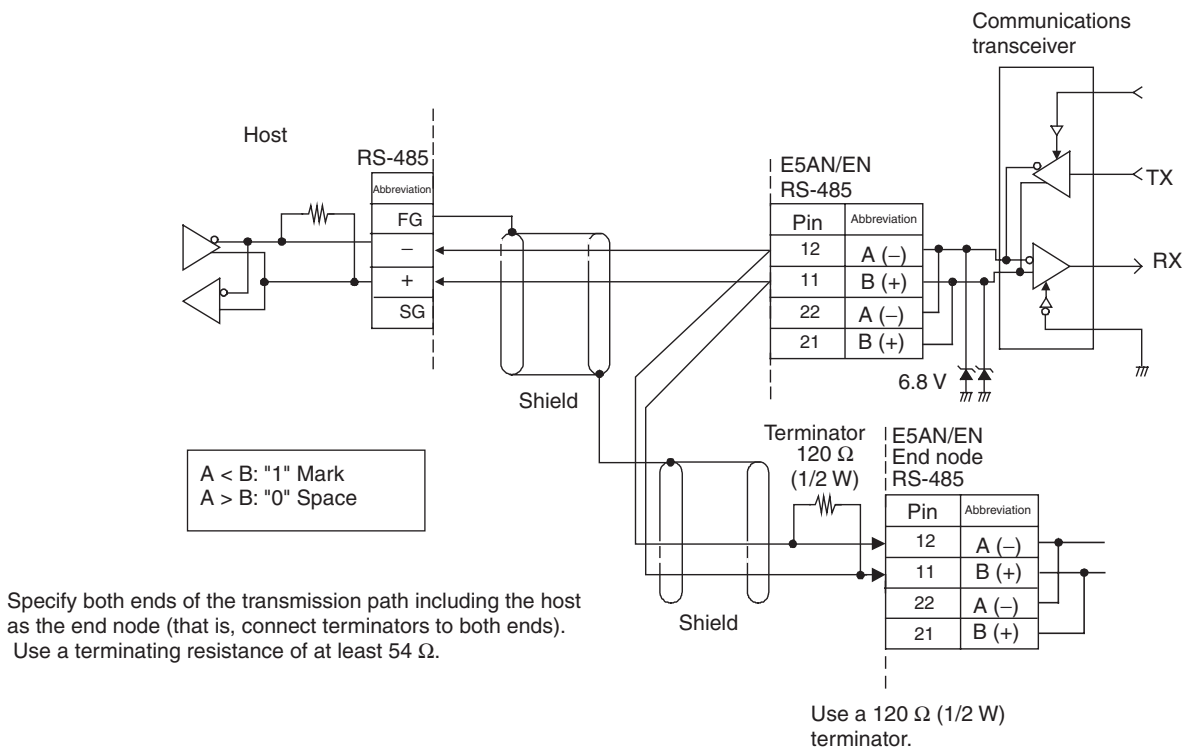 Communications
transceiver
Host
RS-485
Abbreviation
FG
−
+
SG
Shield
E5AN/EN
RS-485
Pin
Abbreviation
12
A (−)
11
B (+)
22
A (−)
21
B (+)
TX
RX
6.8 V
A < B: "1" Mark
A > B: "0" Space
Terminator
120 Ω
(1/2 W)
E5AN/EN
End node
RS-485
Pin
Abbreviation
12
A (−)
11
B (+)
22
A (−)
21
B (+)
Shield
Specify both ends of the transmission path including the host
as the end node (that is, connect terminators to both ends).
Use a terminating resistance of at least 54 Ω.
Use a 120 Ω (1/2 W)
terminator.